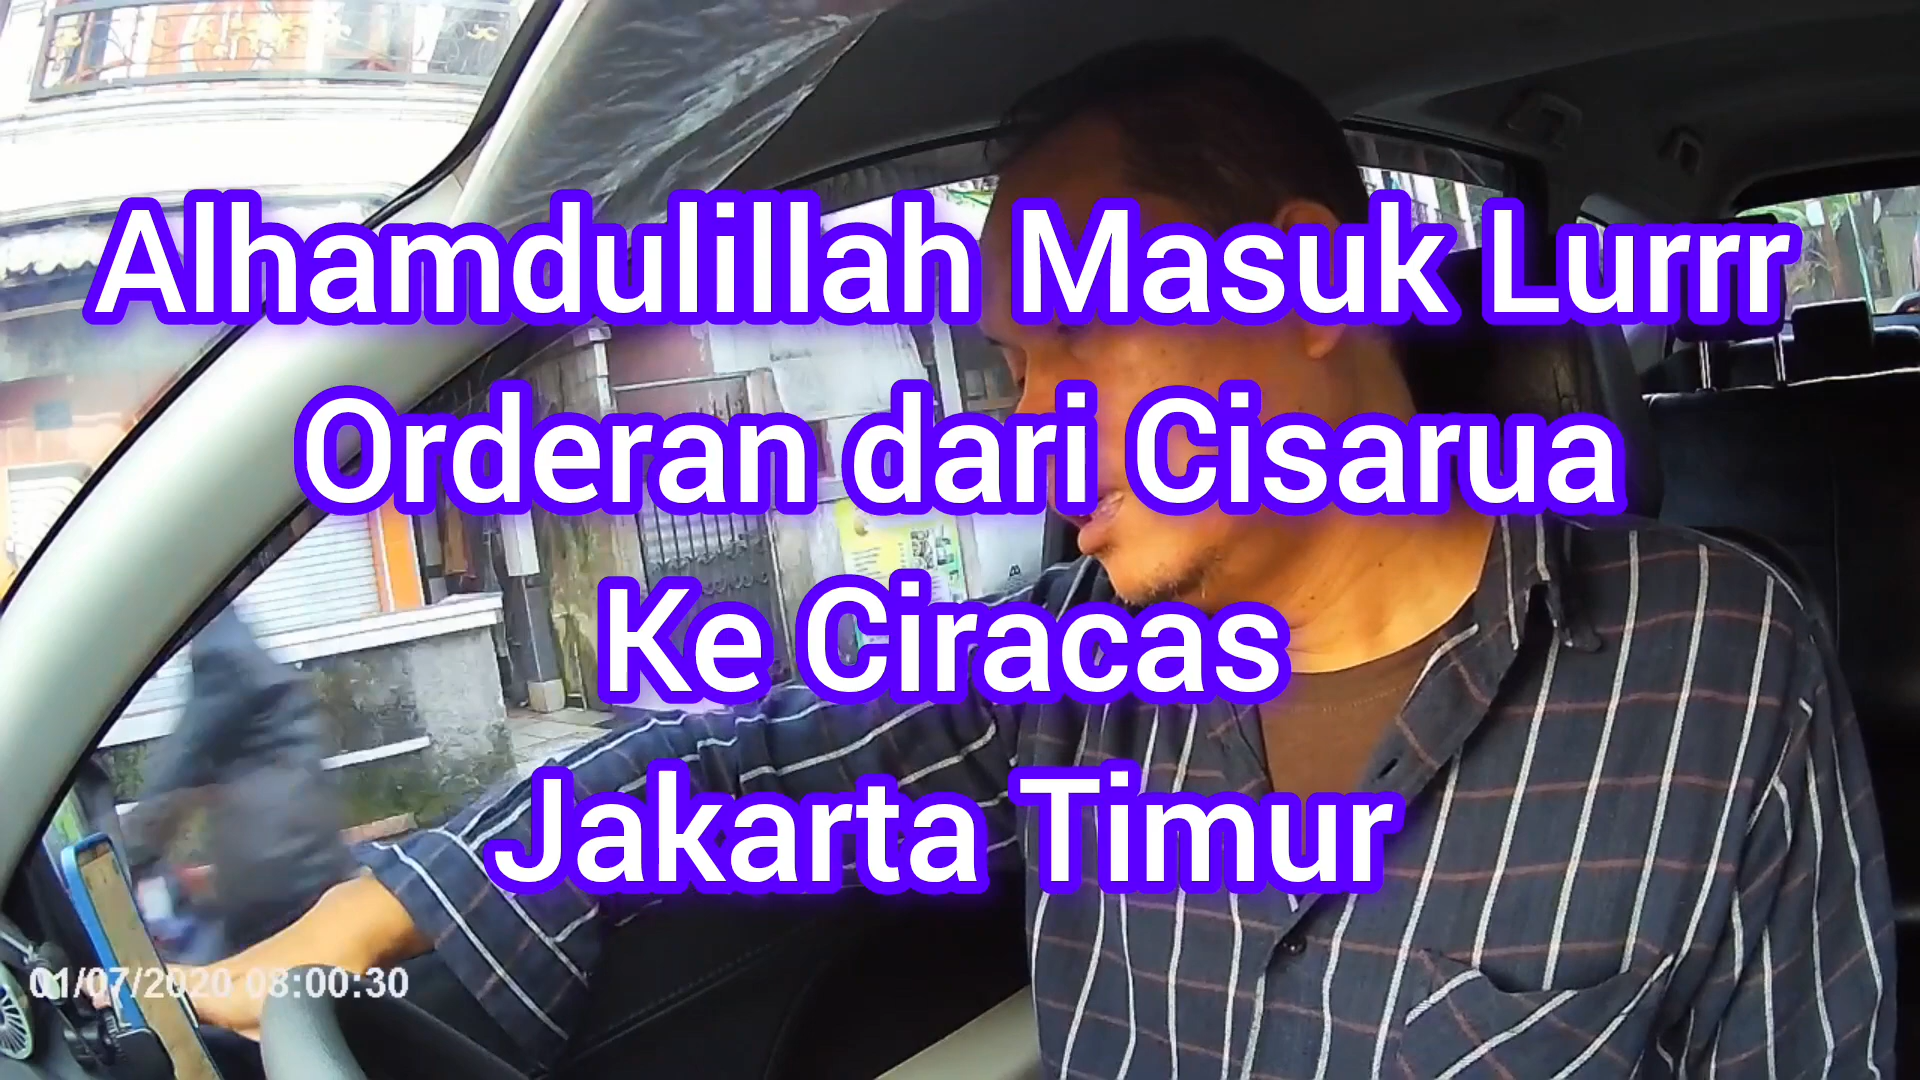 Alhamdulillah Masuk Lurrr
Orderan dari Cisarua
Ke Ciracas
Jakarta Timur
01/07/2020 08:00:30